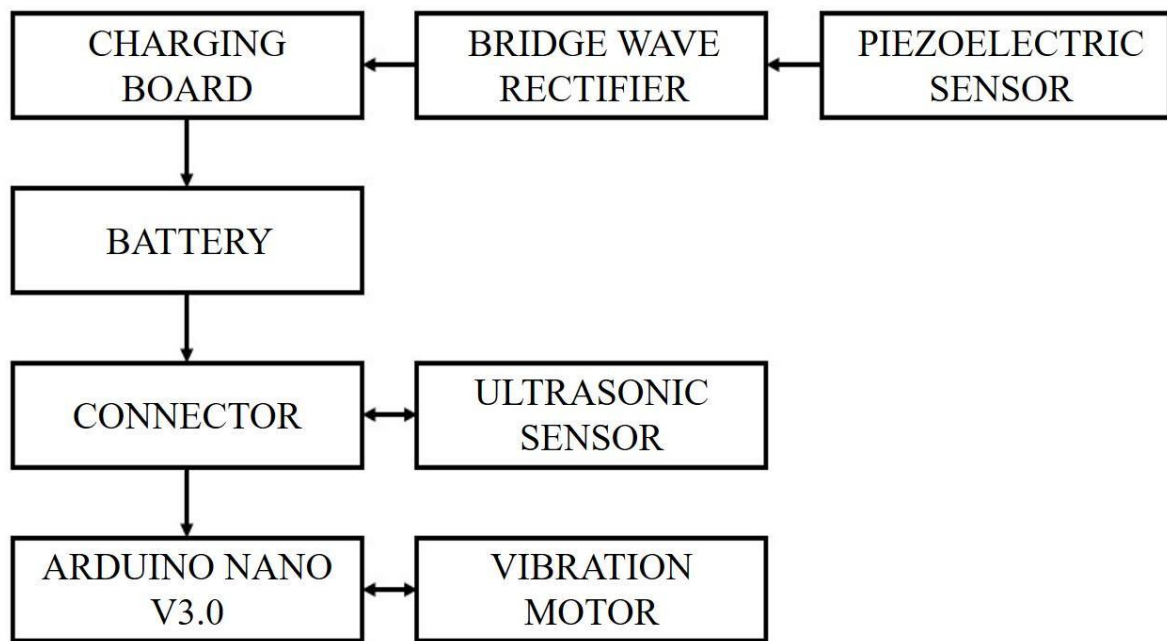 CHARGING
BOARD
BRIDGE WAVE
RECTIFIER
PIEZOELECTRIC
SENSOR
BATTERY
CONNECTOR
ULTRASONIC
SENSOR
ARDUINO NANO
V3.0
VIBRATION
MOTOR